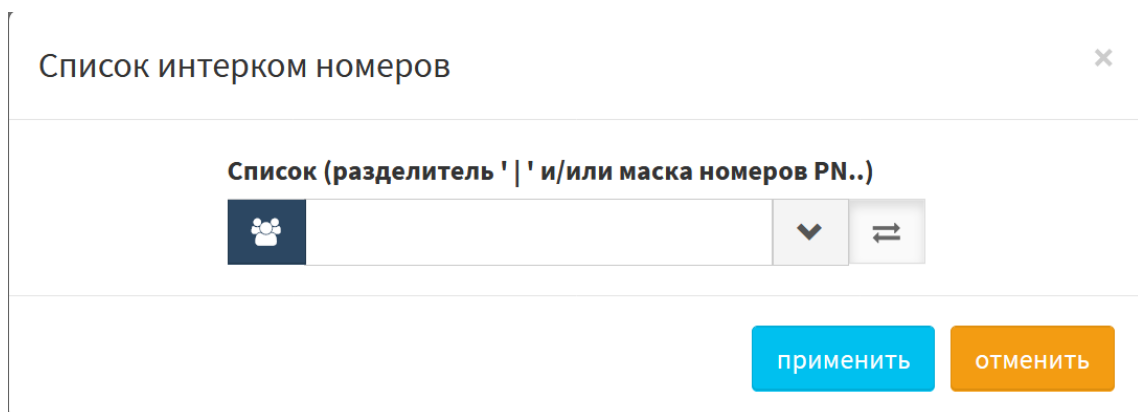 Список интерком номеров
×
Список (разделитель ' | ' и/или маска номеров PN..)
применить
отменить